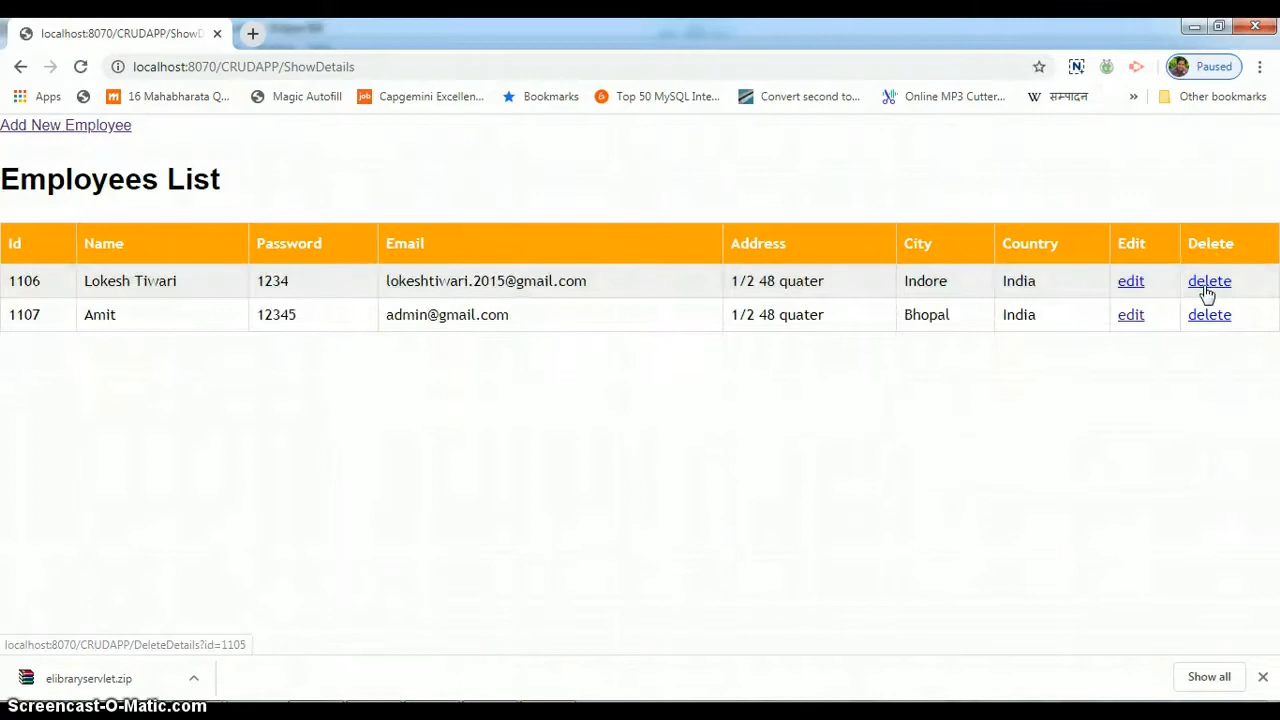 localhost:8070/CRUDAPP/ShowD
localhost:8070/CRUDAPP/ShowDetails
Paused
Apps
16 Mahabharata Q...
Magic Autofill
Capgemini Excellen...
Bookmarks
Top 50 MySQL Inte...
Convert second to...
Online MP3 Cutter...
W सम्पादन
»
Other bookmarks
Add New Employee
Employees List
Id Name Password Email Address City Country Edit Delete
1106 Lokesh Tiwari 1234 lokeshtiwari.2015@gmail.com 1/2 48 quater Indore India edit delete
1107 Amit 12345 admin@gmail.com 1/2 48 quater Bhopal India edit delete
localhost:8070/CRUDAPP/DeleteDetails?id=1105
elibraryservlet.zip
Show all
Screencast-O-Matic.com